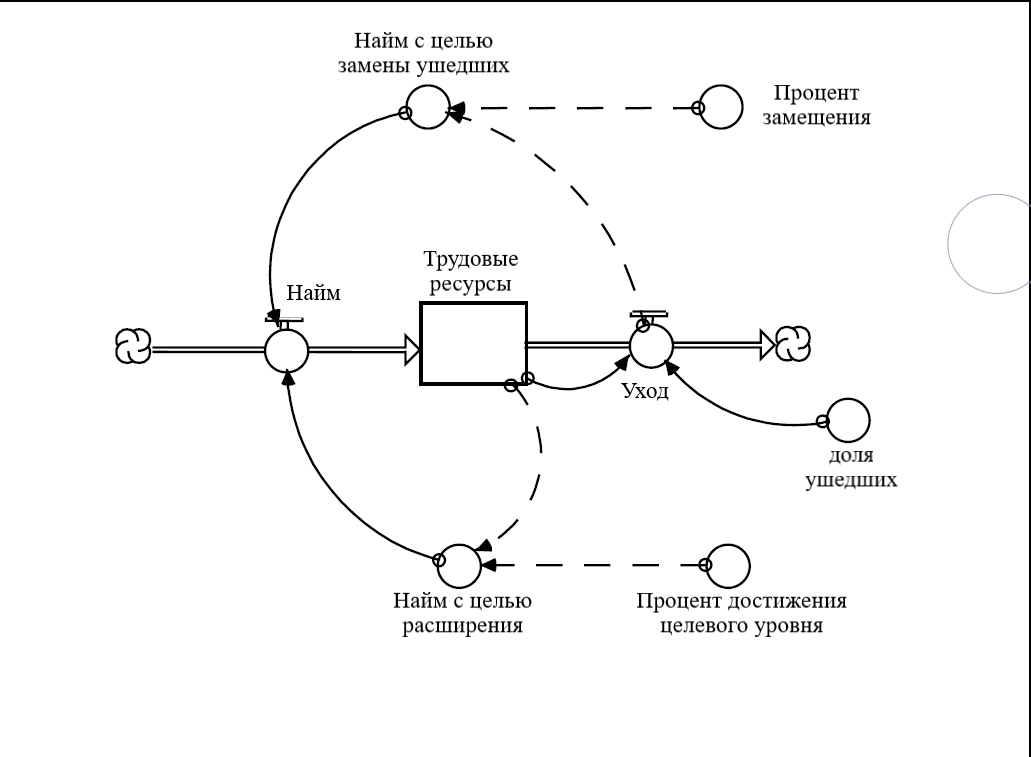 Найм с целью
замены ушедших
Процент
замещения
Трудовые
ресурсы
Найм
Уход
доля
ушедших
Найм с целью
расширения
Процент достижения
целевого уровня